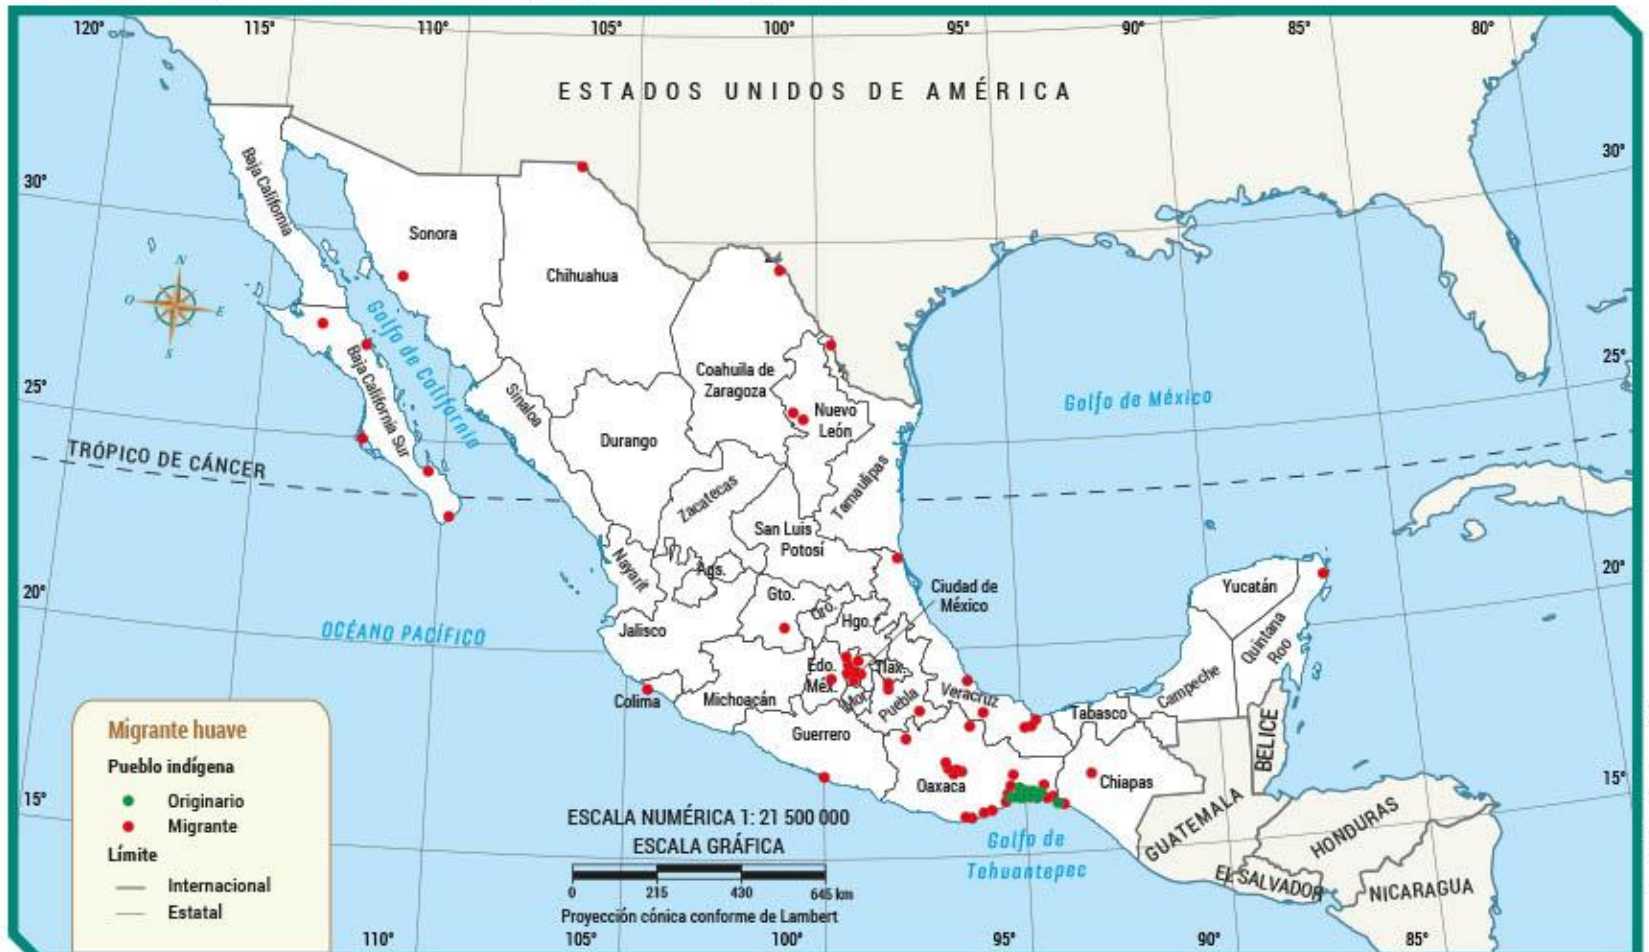 120°
115°
110°
105°
100°
95°
90°
85°
80°
ESTADOS UNIDOS DE AMÉRICA
30°
30°
Baja California
Sonora
Chihuahua
N
O
E
S
Golfo de California
Coahuila de
Zaragoza
25°
25°
Baja California Sur
Sinaloa
Nuevo
León
Golfo de México
Durango
TRÓPICO DE CÁNCER
Zacatecas
Tamaulipas
San Luis
Potosí
Nayarit
Ags.
20°
20°
Ciudad de
México
Yucatán
Gto.
Qro.
Hgo.
OCÉANO PACÍFICO
Jalisco
Quintana
Roo
Edo.
Méx.
Tlax.
Mor.
Puebla
Veracruz
Campeche
Colima
Michoacán
Tabasco
Guerrero
BELICE
Oaxaca
Chiapas
15°
15°
GUATEMALA
HONDURAS
EL SALVADOR
NICARAGUA
Golfo de
Tehuantepec
ESCALA NUMÉRICA 1: 21 500 000
ESCALA GRÁFICA
0 215 430 645 km
Proyección cónica conforme de Lambert
Migrante huave
Pueblo indígena
Originario
Migrante
Límite
Internacional
Estatal
110°
105°
100°
95°
90°
85°